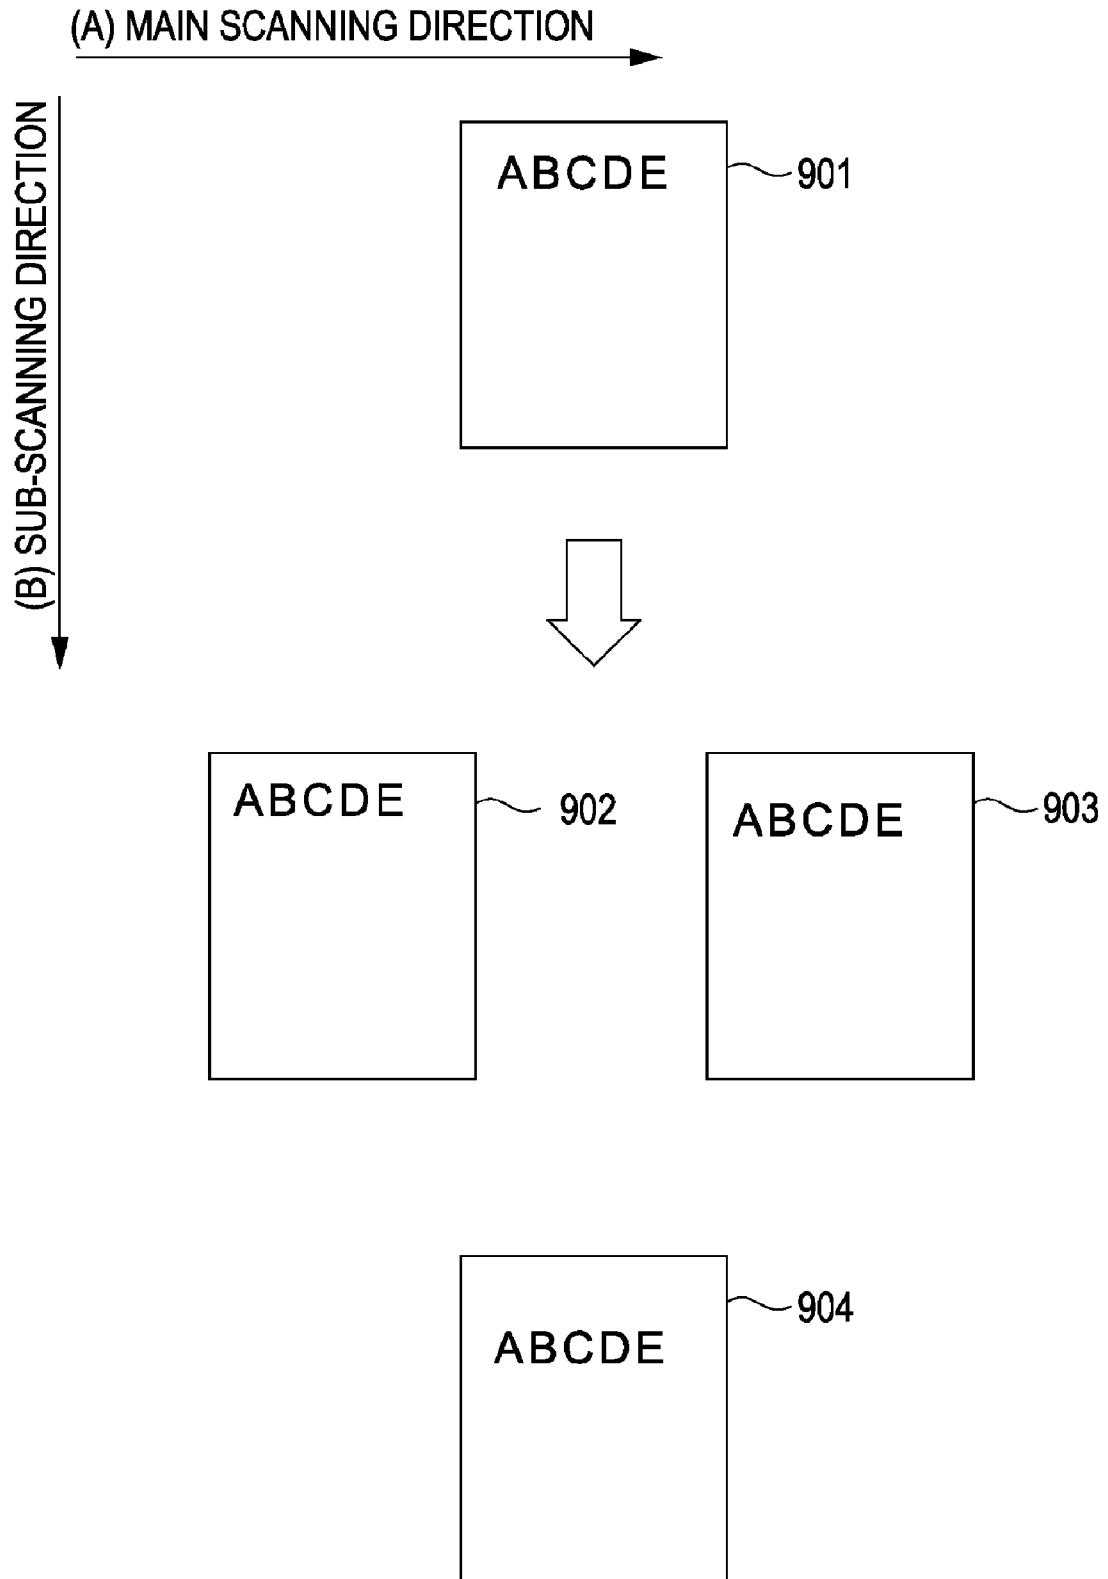 (A) MAIN SCANNING DIRECTION
(B) SUB-SCANNING DIRECTION
ABCDE
901
ABCDE
902
ABCDE
903
ABCDE
904